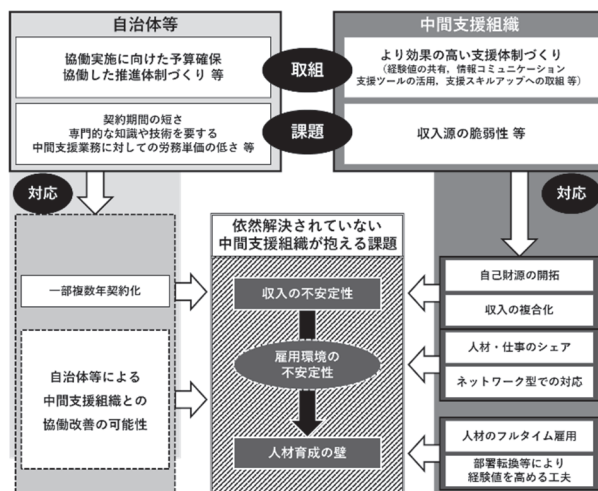 自治体等
協働実施に向けた予算確保
協働した推進体制づくり 等
契約期間の短さ
専門的な知識や技術を要する
中間支援業務に対しての労務単価の低さ 等
取組
課題
中間支援組織
より効果の高い支援体制づくり
(経験値の共有, 情報コミュニケーション
支援ツールの活用, 支援スキルアップへの取組 等)
収入源の脆弱性 等
対応
対応
一部複数年契約化
自治体等による
中間支援組織との
協働改善の可能性
依然解決されていない
中間支援組織が抱える課題
収入の不安定性
雇用環境の
不安定性
人材育成の壁
自己財源の開拓
収入の複合化
人材・仕事のシェア
ネットワーク型での対応
人材のフルタイム雇用
部署転換等により
経験値を高める工夫